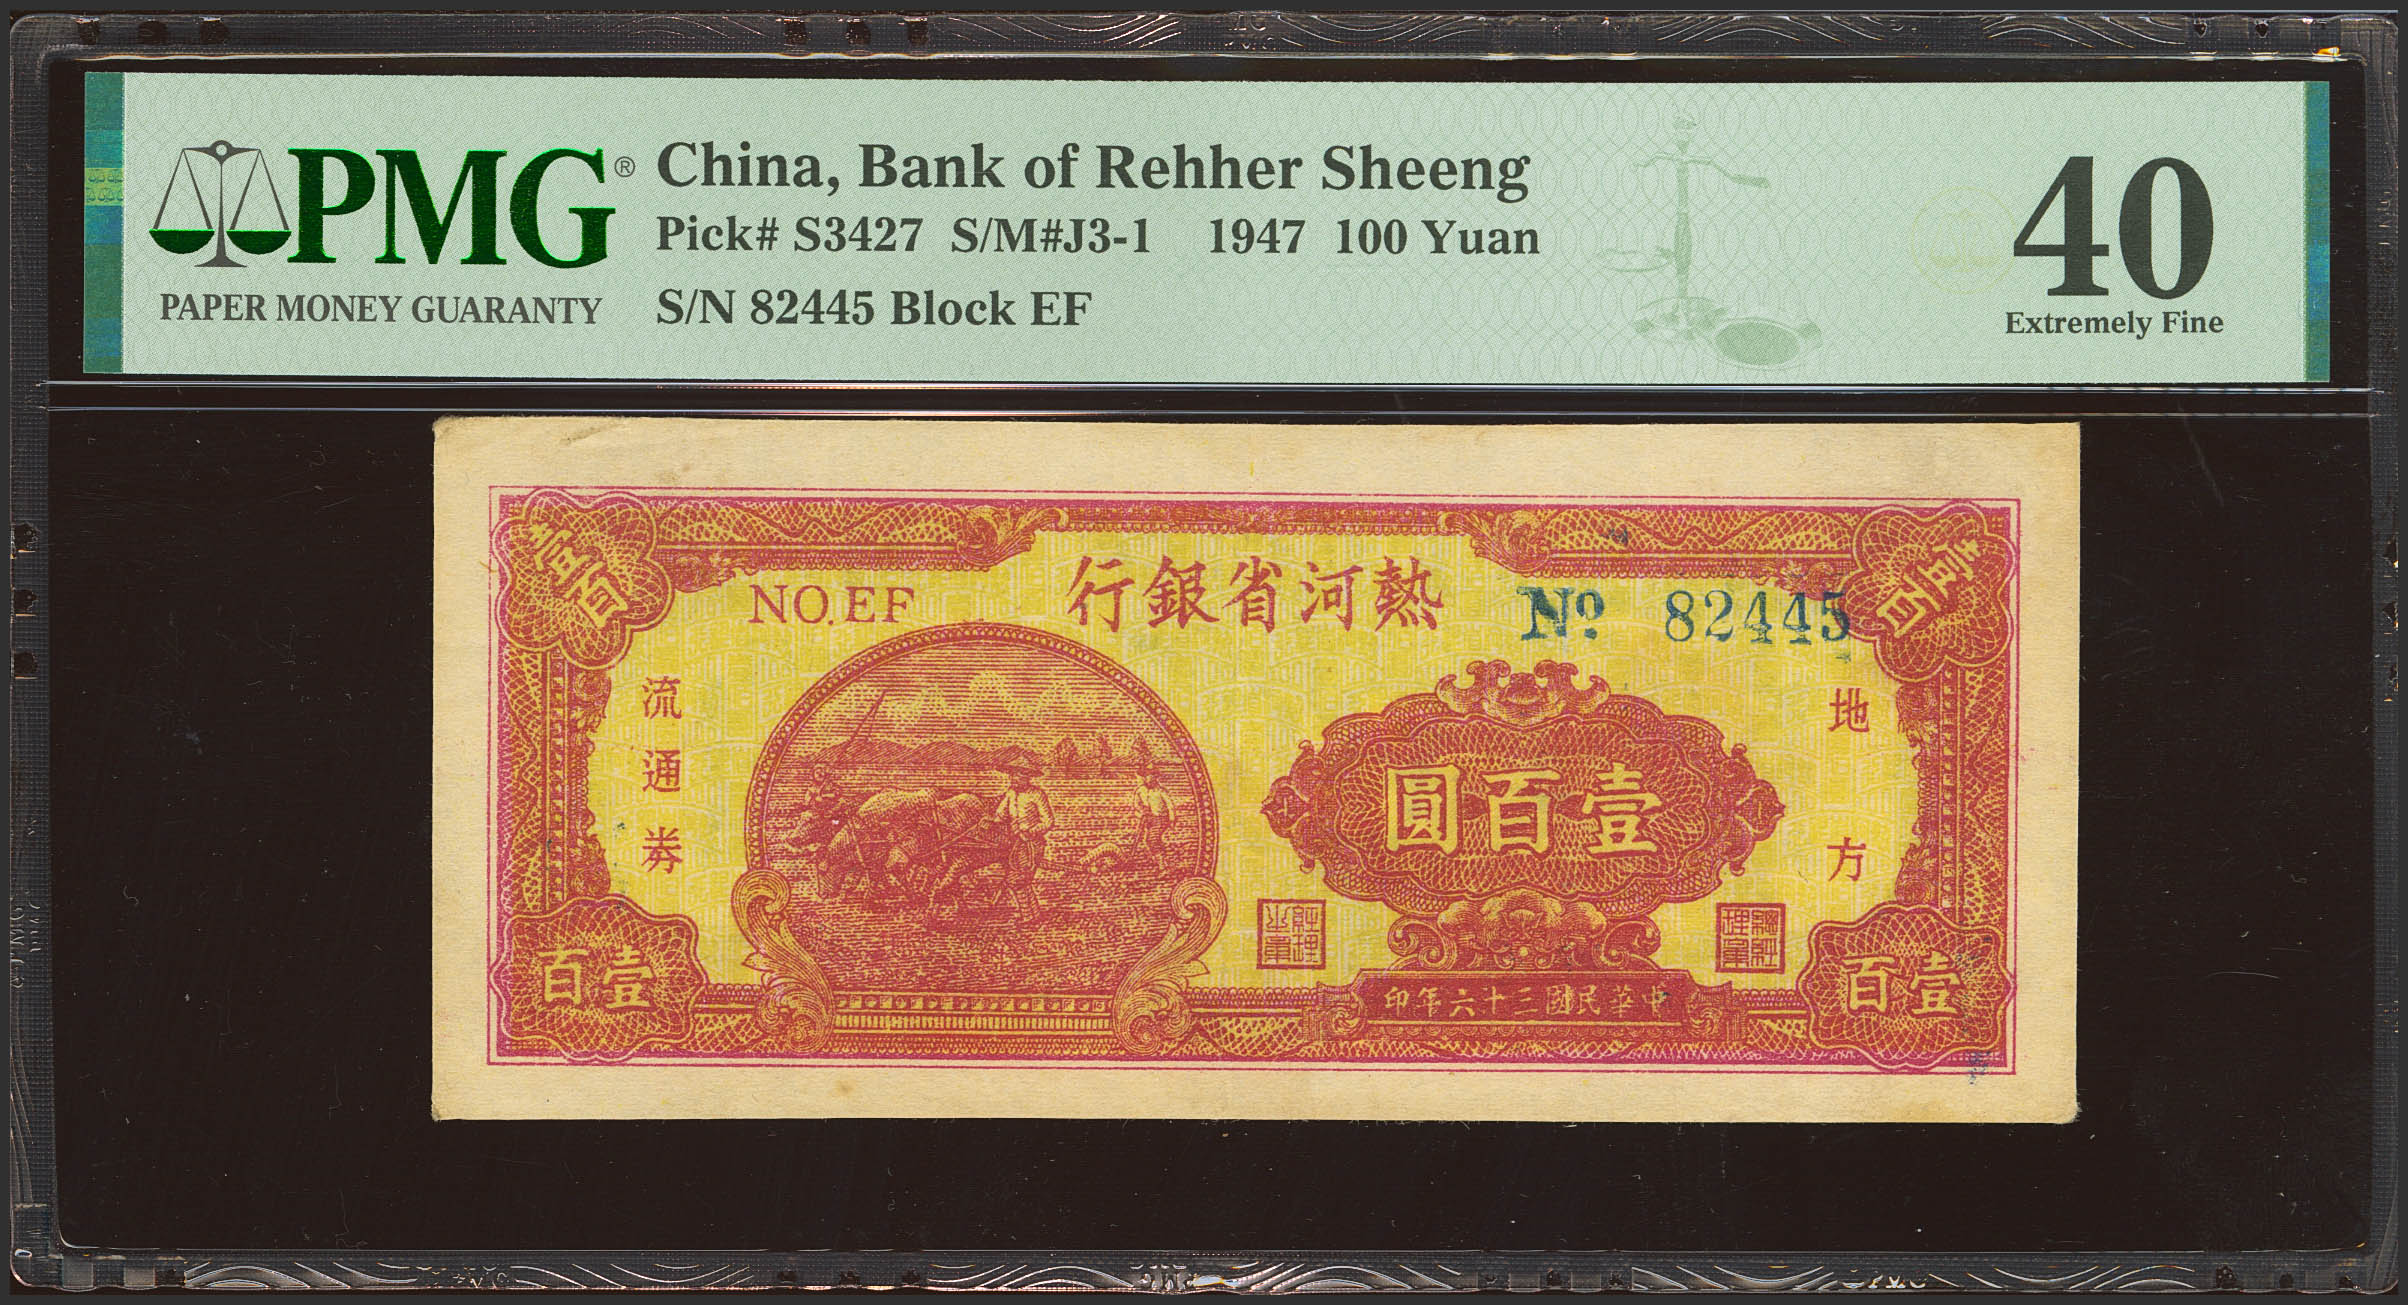 PMG®
PAPER MONEY GUARANTY
China, Bank of Rehher Sheeng
Pick# S3427 S/M#J3-1 1947 100 Yuan
S/N 82445 Block EF
40
Extremely Fine
壹百
壹百
NO.EF
熱河省銀行
No. 82445
流通券
地方
壹百圓
中華民國三十六年印
壹百
壹百